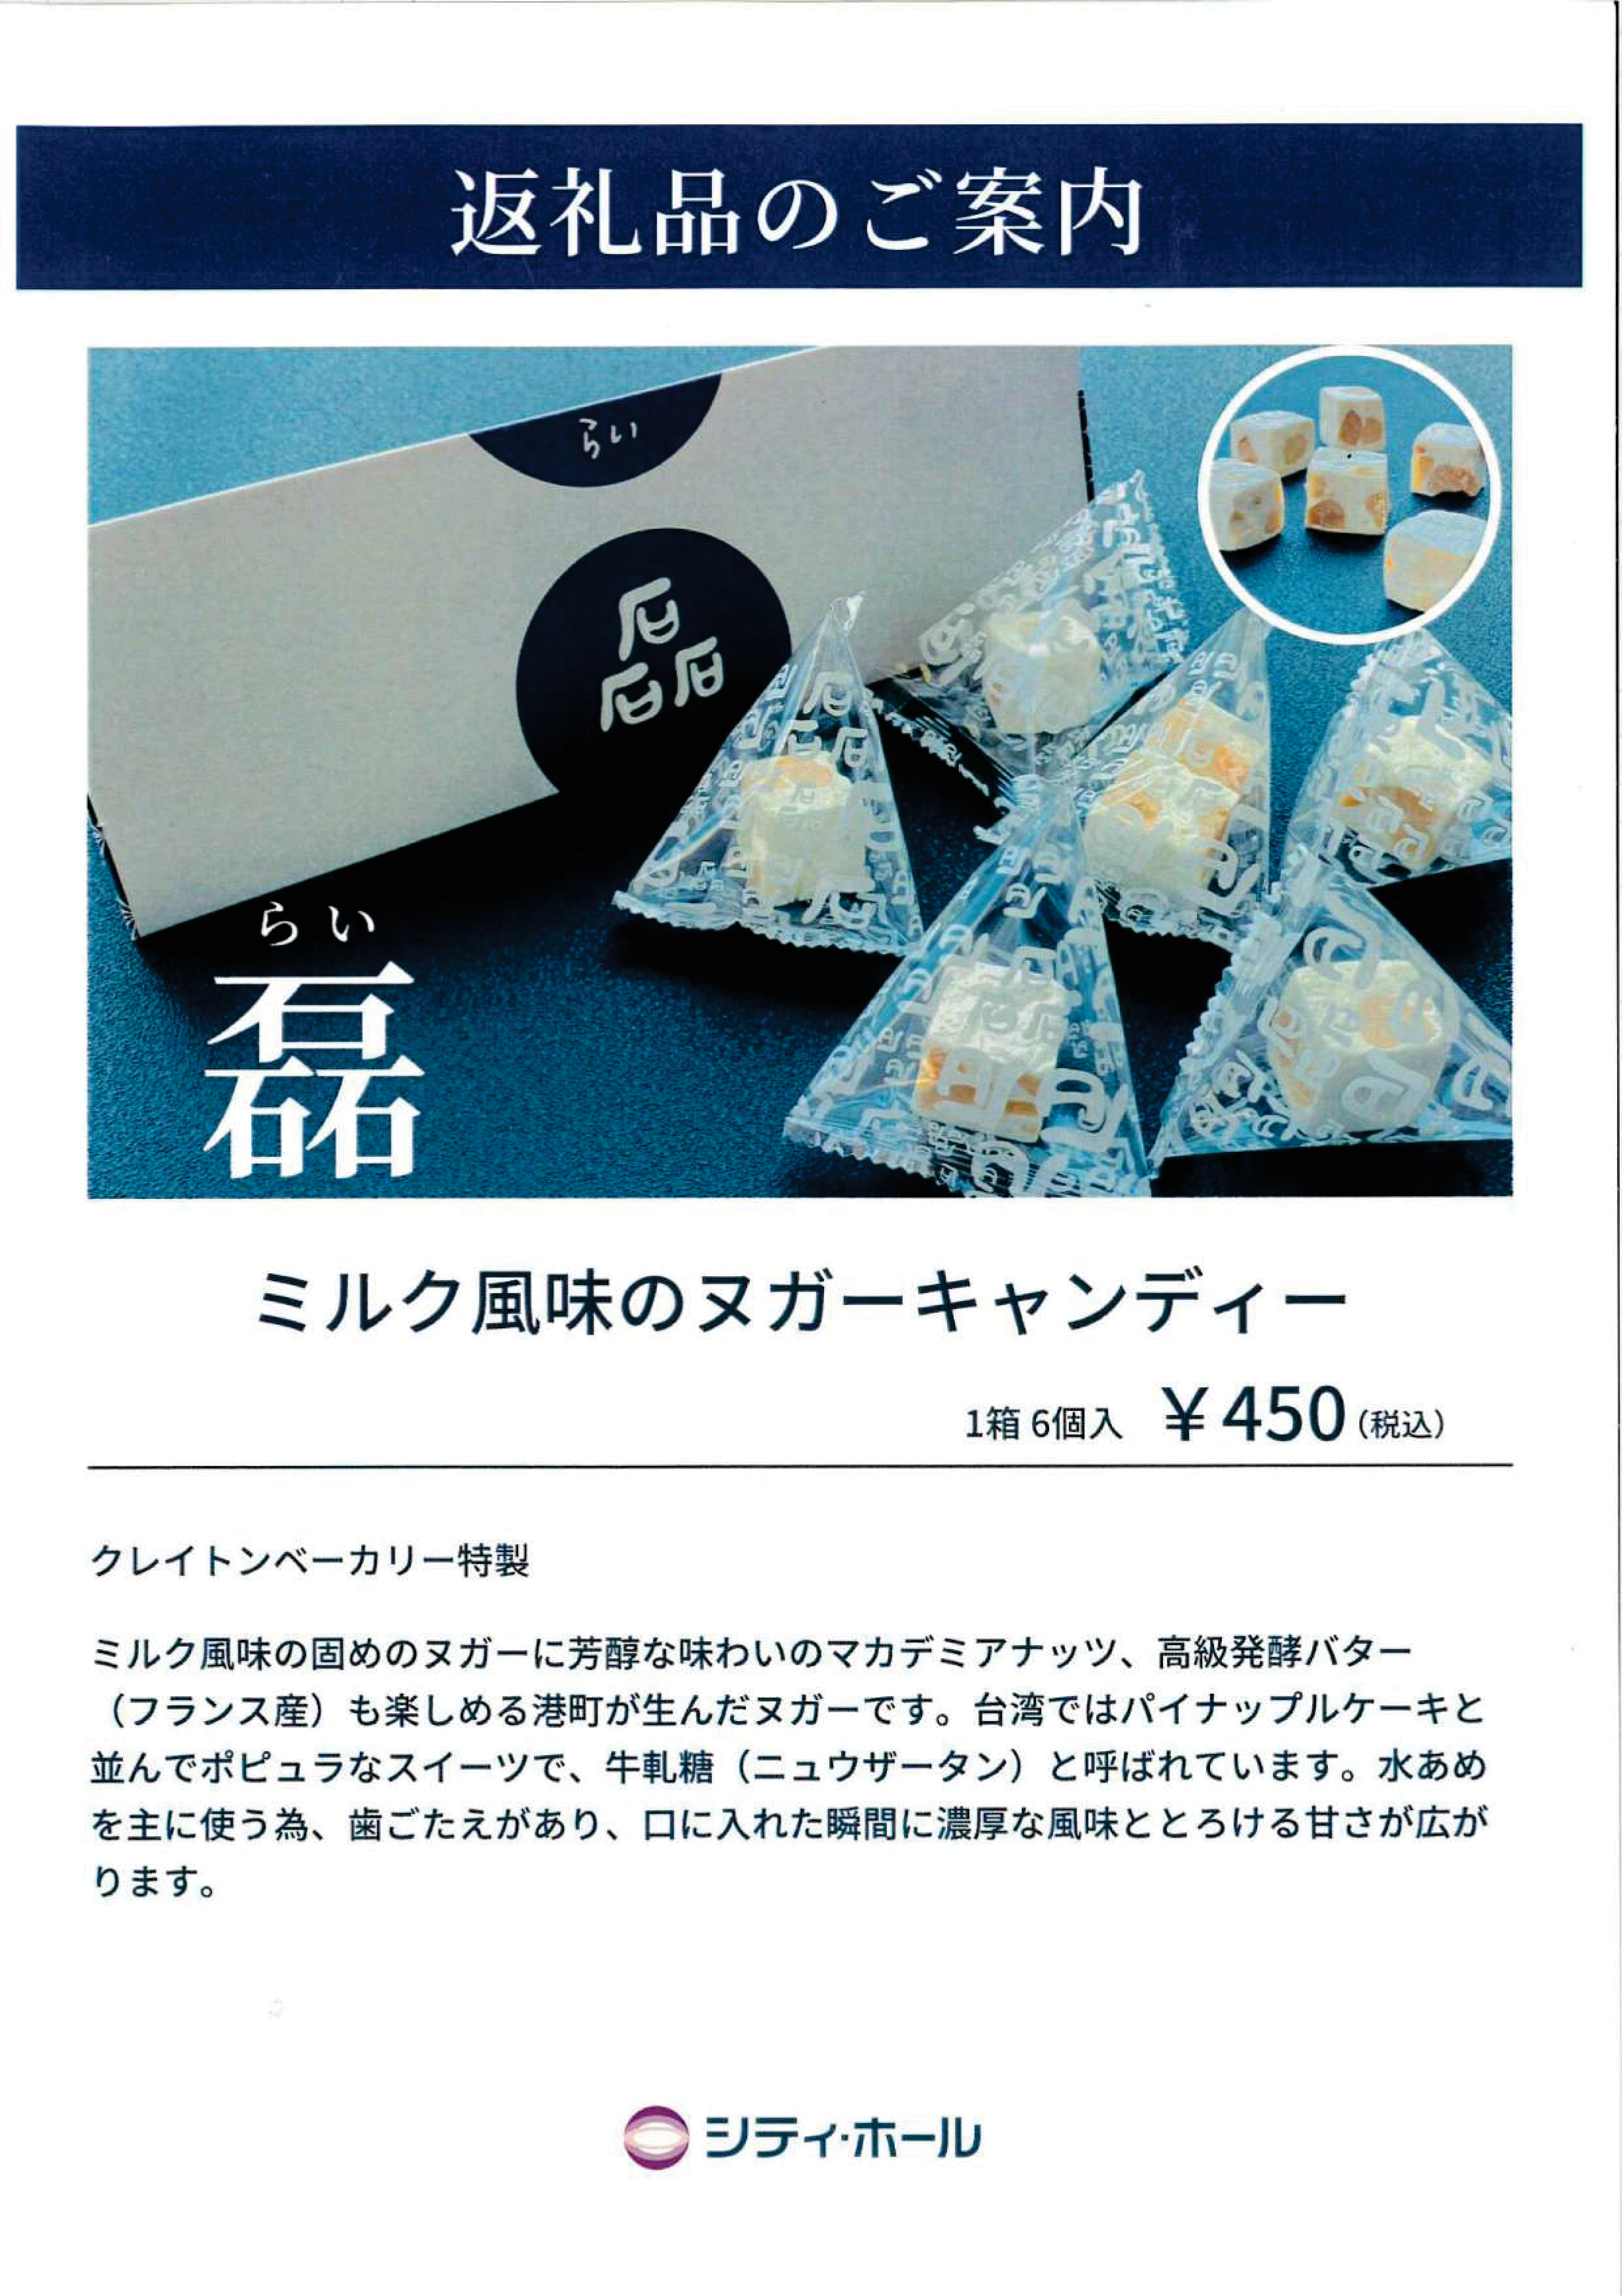 返礼品のご案内
らい
磊
らい
磊
ミルク風味のヌガーキャンディー
1箱 6個入 ￥450（税込）
クレイトンベーカリー特製
ミルク風味の固めのヌガーに芳醇な味わいのマカデミアナッツ、高級発酵バター
（フランス産）も楽しめる港町が生んだヌガーです。台湾ではパイナップルケーキと
並んでポピュラなスイーツで、牛軋糖（ニュウザータン）と呼ばれています。水あめ
を主に使う為、歯ごたえがあり、口に入れた瞬間に濃厚な風味ととろける甘さが広が
ります。
シティ・ホール